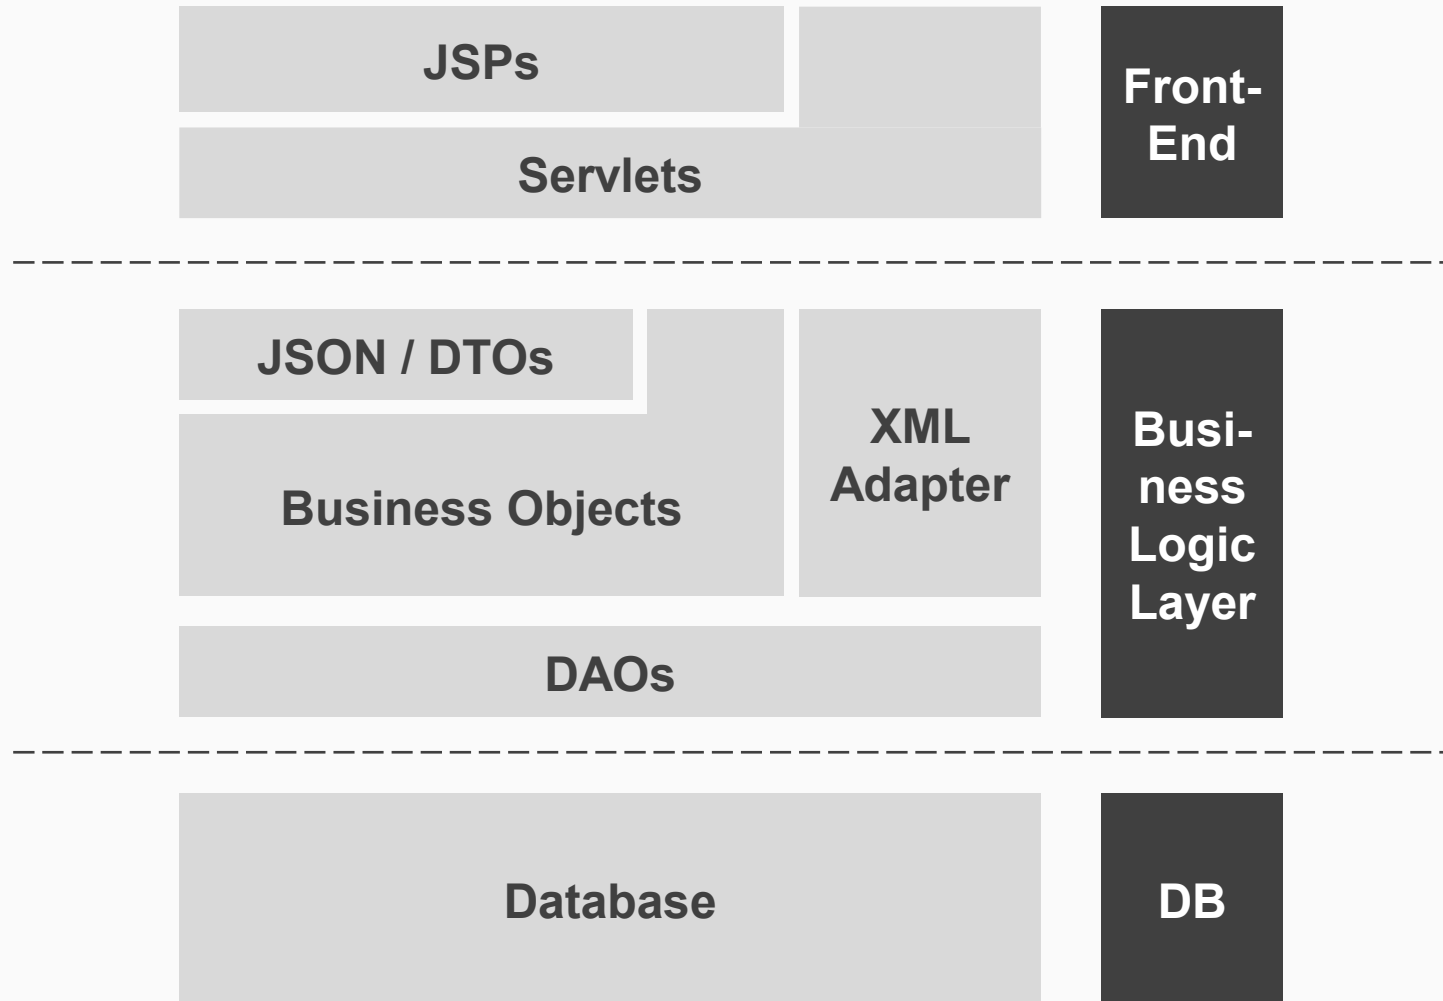 JSPs
Front-
End
Servlets
JSON / DTOs
Business Objects
XML
Adapter
Busi-
ness
Logic
Layer
DAOs
Database
DB